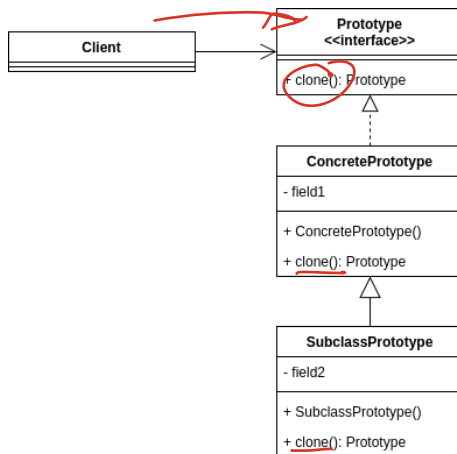 Client
Prototype
<<interface>>
+ clone(): Prototype
ConcretePrototype
- field1
+ ConcretePrototype()
+ clone(): Prototype
SubclassPrototype
- field2
+ SubclassPrototype()
+ clone(): Prototype